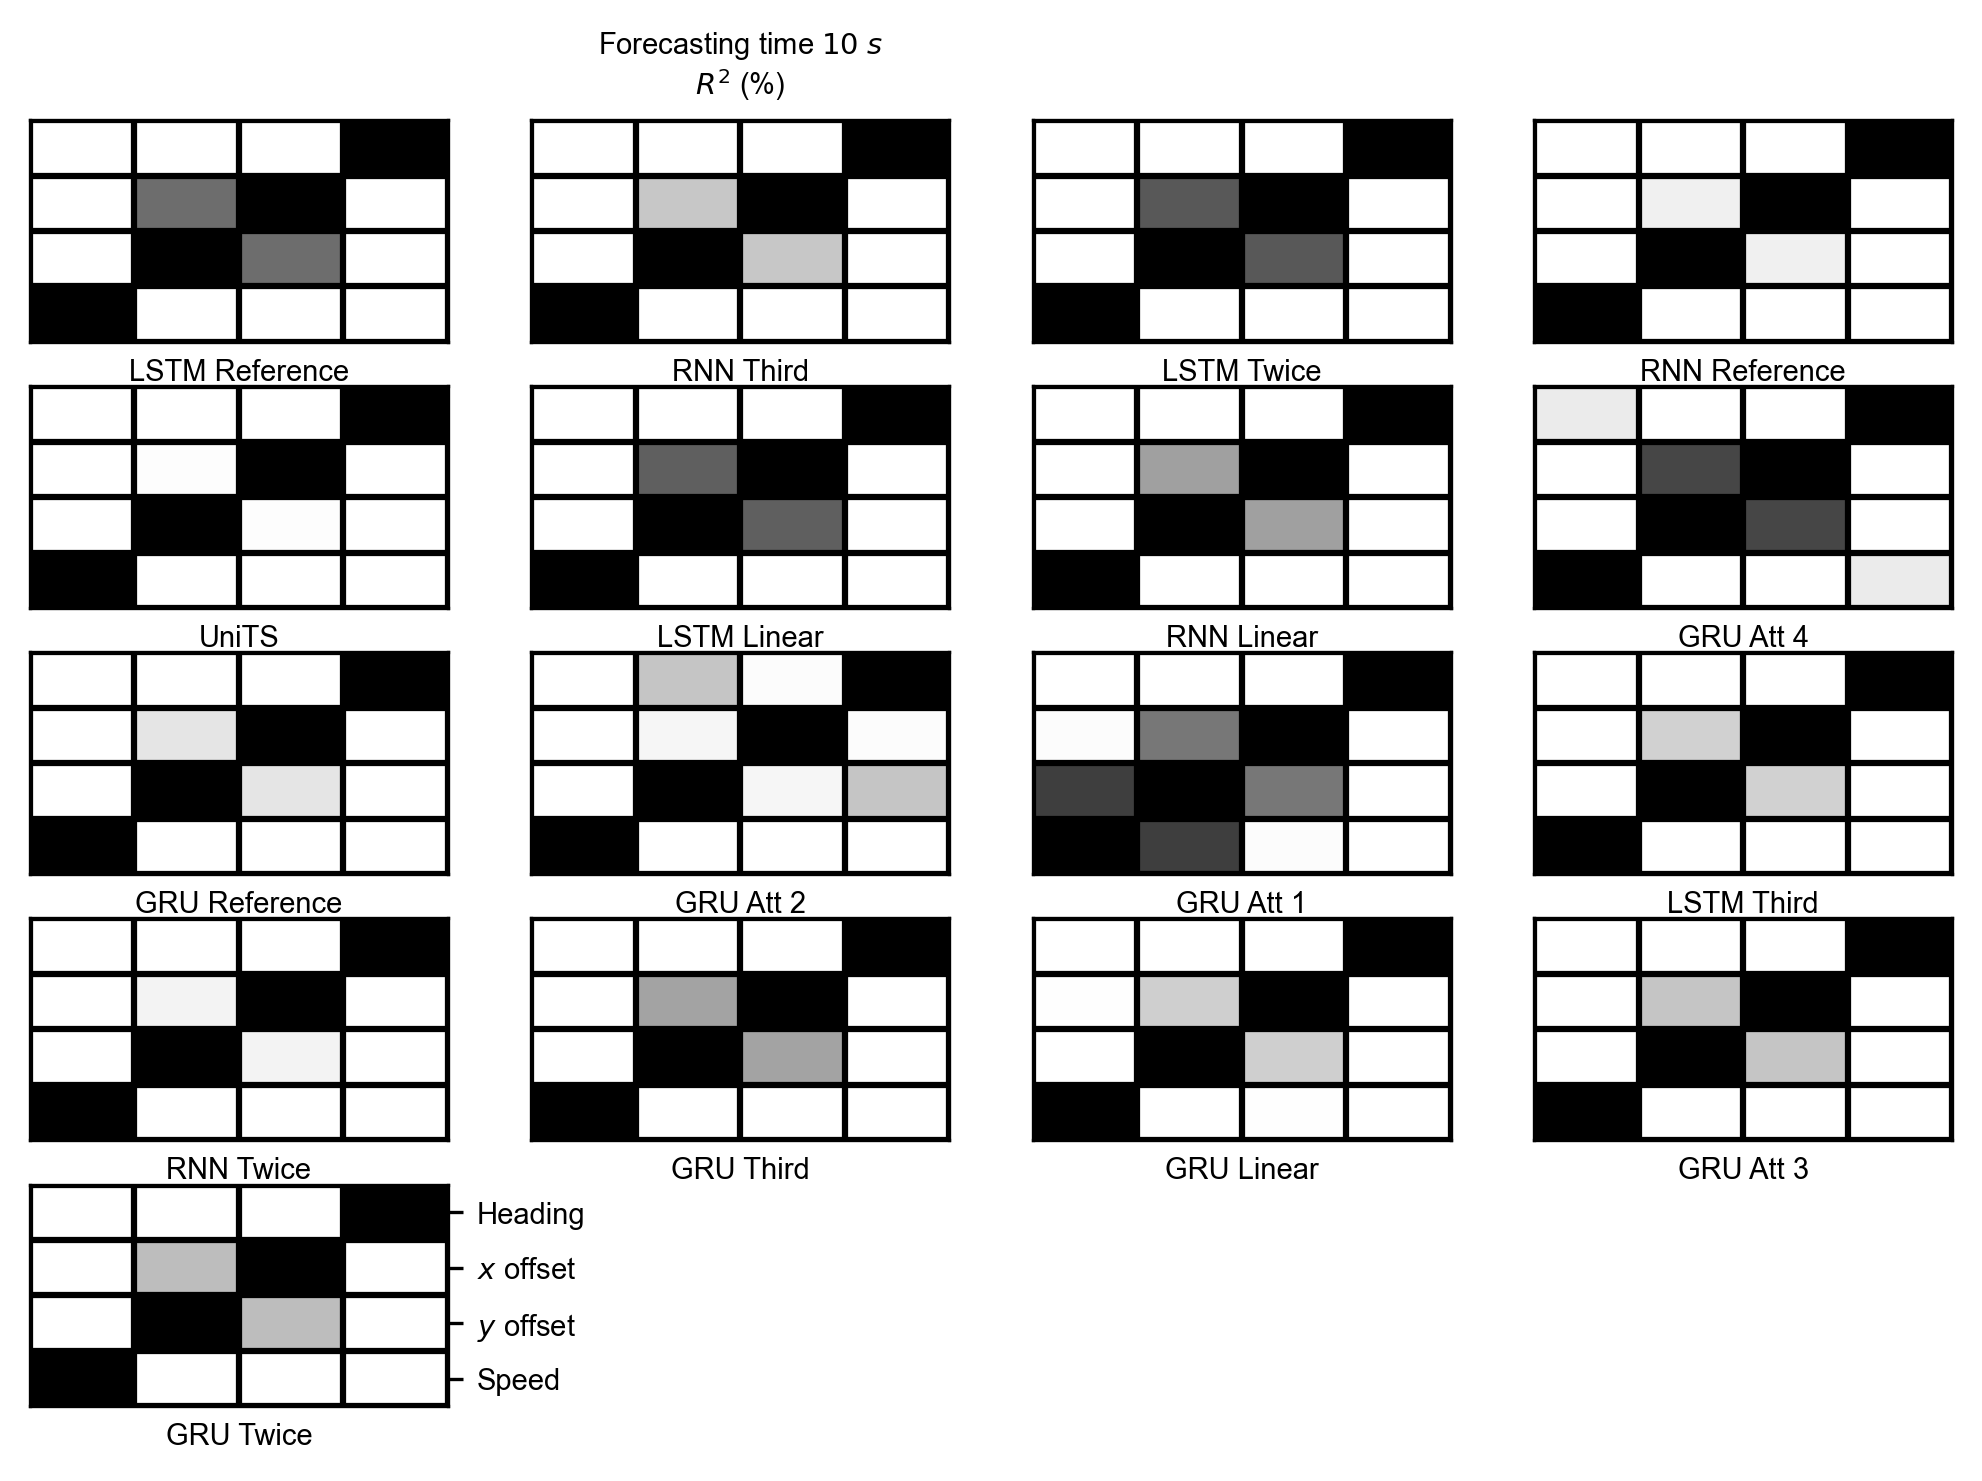 Forecasting time 10 s
R² (%)
LSTM Reference
RNN Third
LSTM Twice
RNN Reference
UniTS
LSTM Linear
RNN Linear
GRU Att 4
GRU Reference
GRU Att 2
GRU Att 1
LSTM Third
RNN Twice
GRU Third
GRU Linear
GRU Att 3
Heading
x offset
y offset
Speed
GRU Twice